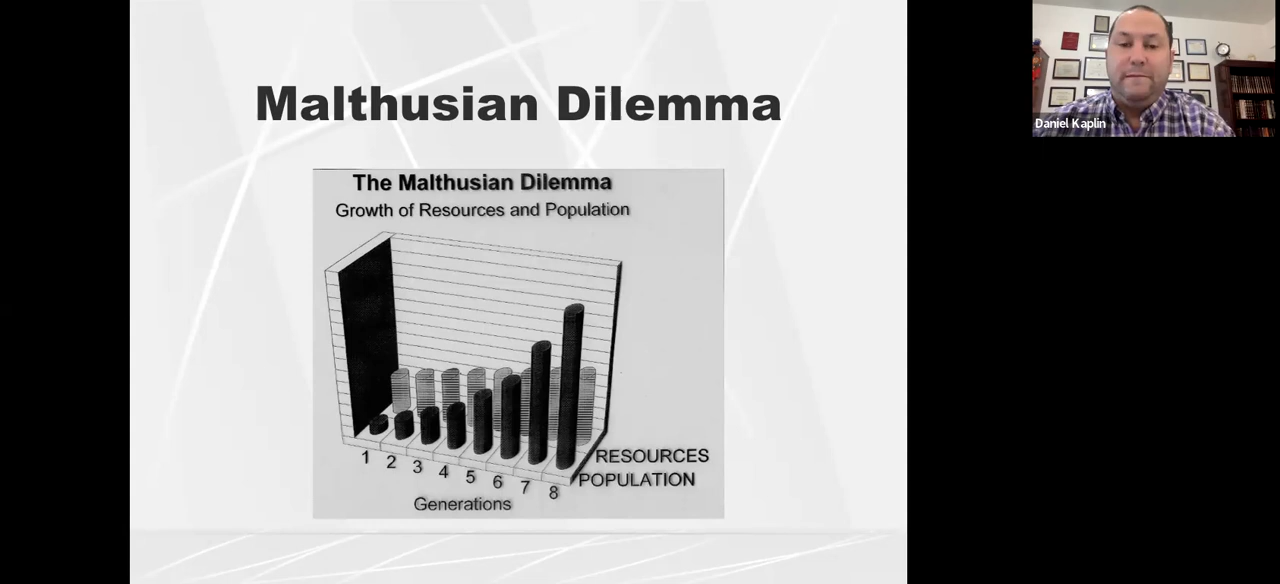 Malthusian Dilemma
The Malthusian Dilemma
Growth of Resources and Population
1 2 3 4 5 6 7 8
RESOURCES
POPULATION
Generations
Daniel Kaplin